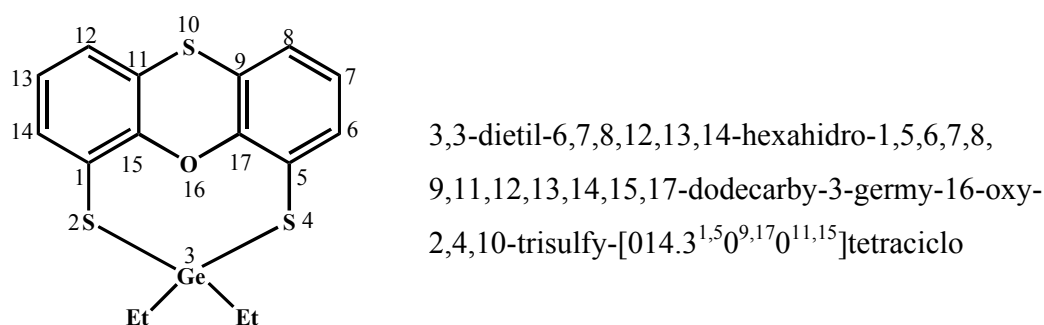 10
12 S 8
11 9
13 7
14 6
15 O 17
1 16 5
2 S S 4
3
Ge
Et Et
3,3-dietil-6,7,8,12,13,14-hexahidro-1,5,6,7,8,
9,11,12,13,14,15,17-dodecarby-3-germy-16-oxy-
2,4,10-trisulfy-[014.3^{1,5}0^{9,17}0^{11,15}]tetraciclo